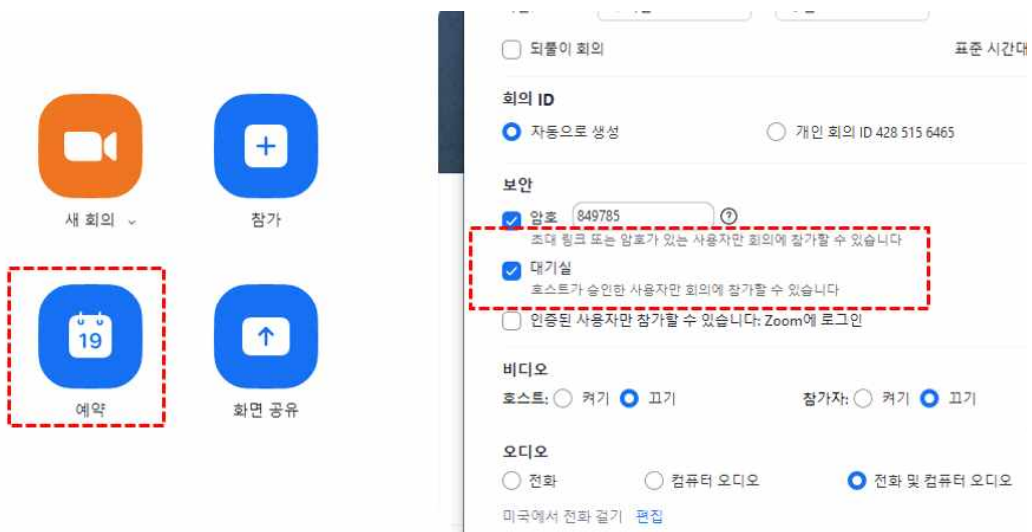 새 회의
참가
19
예약
화면 공유
되풀이 회의
표준 시간대
회의 ID
자동으로 생성
개인 회의 ID 428 515 6465
보안
암호 849785 ?
초대 링크 또는 암호가 있는 사용자만 회의에 참가할 수 있습니다
대기실
호스트가 승인한 사용자만 회의에 참가할 수 있습니다
인증된 사용자만 참가할 수 있습니다: Zoom에 로그인
비디오
호스트: 켜기 끄기 참가자: 켜기 끄기
오디오
전화 컴퓨터 오디오 전화 및 컴퓨터 오디오
미국에서 전화 걸기 편집